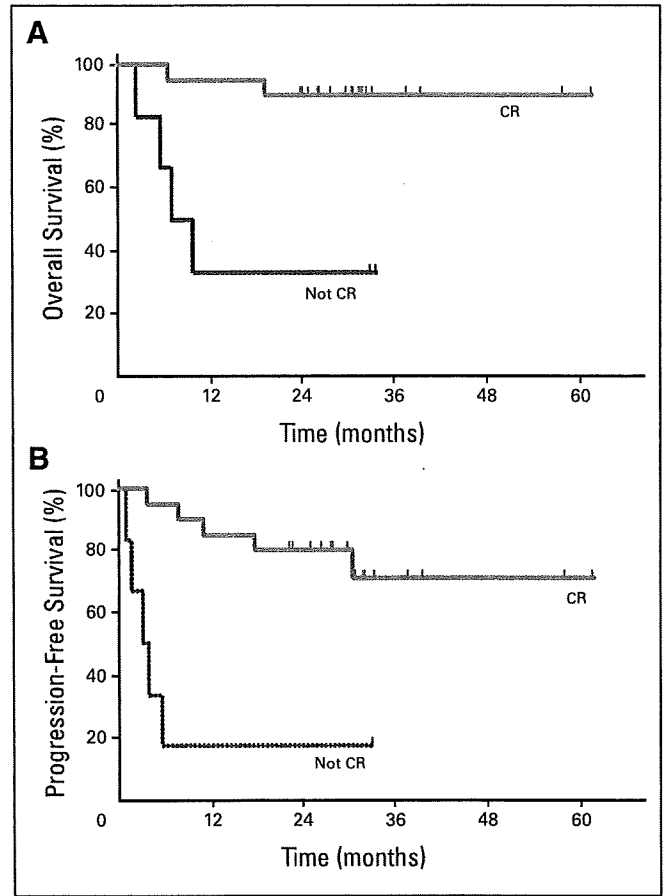 A
Overall Survival (%)
100
80
60
40
20
0 12 24 36 48 60
CR
Not CR
Time (months)
B
Progression-Free Survival (%)
100
80
60
40
20
0 12 24 36 48 60
CR
Not CR
Time (months)